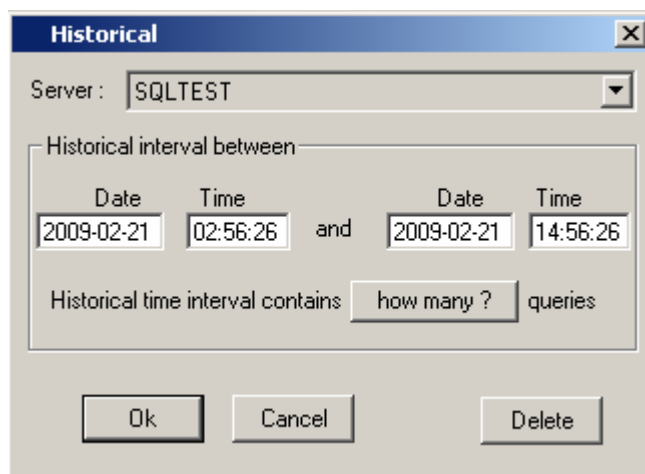 Historical
Server : SQLTEST
Historical interval between
Date Time Date Time
2009-02-21 02:56:26 and 2009-02-21 14:56:26
Historical time interval contains how many ? queries
Ok Cancel Delete